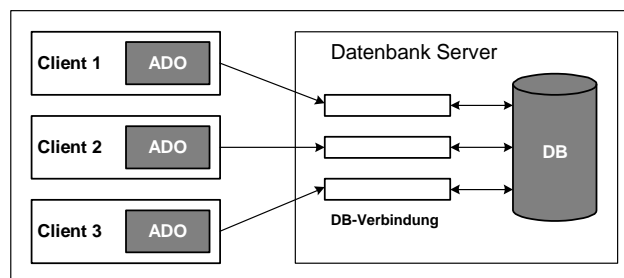 Client 1
ADO
Client 2
ADO
Client 3
ADO
Datenbank Server
DB-Verbindung
DB